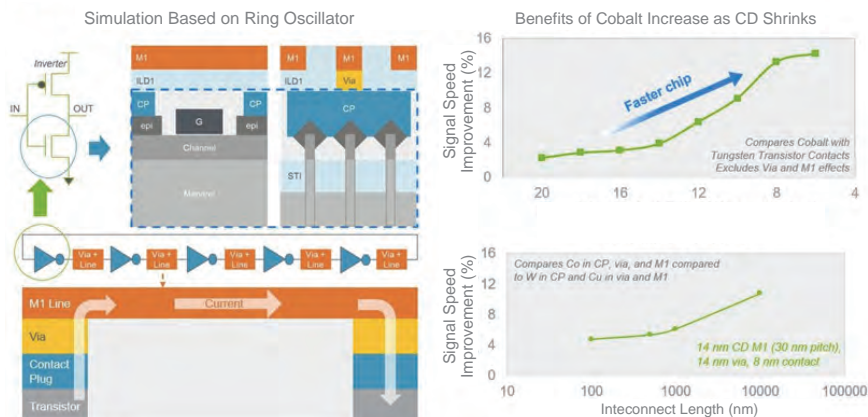 Simulation Based on Ring Oscillator
Inverter
IN
OUT
M1
ILD1
CP
CP
G
epi
epi
Channel
M1
M1
M1
ILD1
Via
CP
STI
Via +
Line
Via +
Line
Via +
Line
Via +
Line
Via +
Line
M1 Line
Current
Via
Contact
Plug
Transistor
Benefits of Cobalt Increase as CD Shrinks
Signal Speed
Improvement (%)
16
12
8
4
0
Faster chip
Compares Cobalt with
Tungsten Transistor Contacts
Excludes Via and M1 effects
20
16
12
8
4
Signal Speed
Improvement (%)
16
12
8
4
0
Compares Co in CP, via, and M1 compared
to W in CP and Cu in via and M1
14 nm CD M1 (30 nm pitch),
14 nm via, 8 nm contact
10
100
1000
10000
100000
Inteconnect Length (nm)